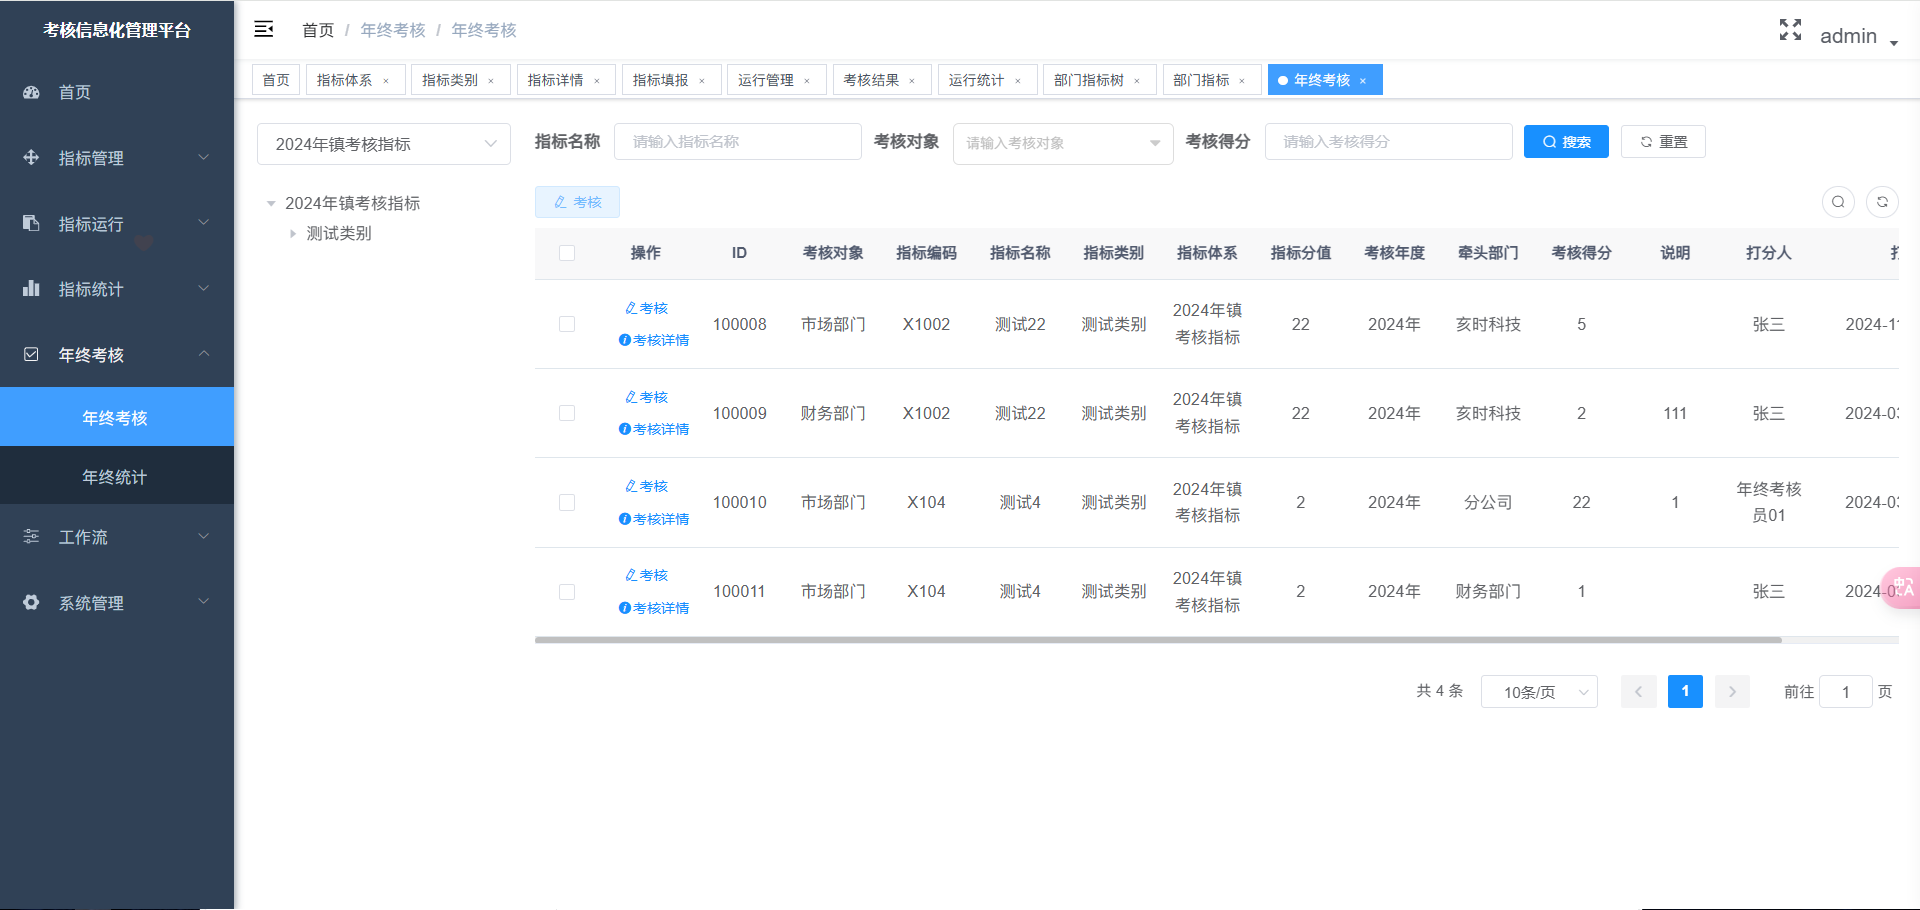 考核信息化管理平台
首页
指标管理
指标运行
指标统计
年终考核
年终考核
年终统计
工作流
系统管理
首页 / 年终考核 / 年终考核
admin
首页 指标体系 × 指标类别 × 指标详情 × 指标填报 × 运行管理 × 考核结果 × 运行统计 × 部门指标树 × 部门指标 × 年终考核 ×
2024年镇考核指标
2024年镇考核指标
测试类别
指标名称 请输入指标名称 考核对象 请输入考核对象 考核得分 请输入考核得分 搜索 重置
考核
操作 ID 考核对象 指标编码 指标名称 指标类别 指标体系 指标分值 考核年度 牵头部门 考核得分 说明 打分人
考核
考核详情
100008 市场部门 X1002 测试22 测试类别
2024年镇
考核指标
22 2024年 亥时科技 5 张三 2024-11
考核
考核详情
100009 财务部门 X1002 测试22 测试类别
2024年镇
考核指标
22 2024年 亥时科技 2 111 张三 2024-03
考核
考核详情
100010 市场部门 X104 测试4 测试类别
2024年镇
考核指标
2 2024年 分公司 22 1
年终考核
员01
2024-03
考核
考核详情
100011 市场部门 X104 测试4 测试类别
2024年镇
考核指标
2 2024年 财务部门 1 张三 2024-0
共 4 条 10条/页 1 前往 1 页